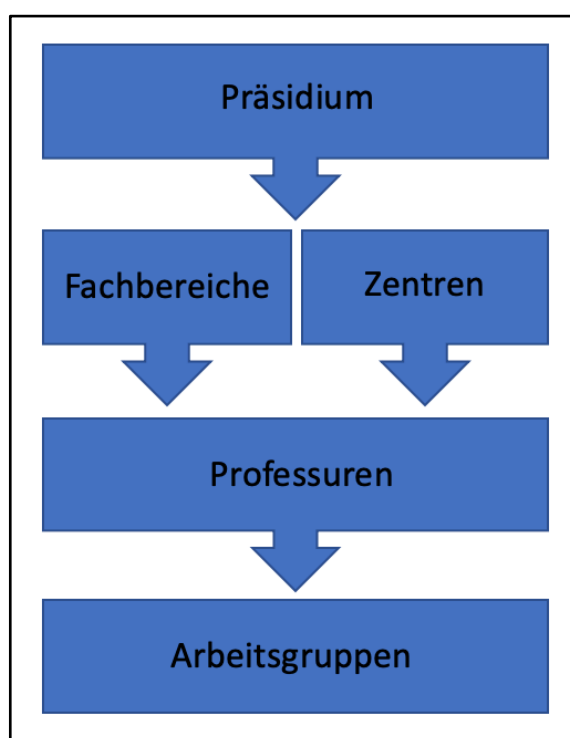 Präsidium
Fachbereiche
Zentren
Professuren
Arbeitsgruppen